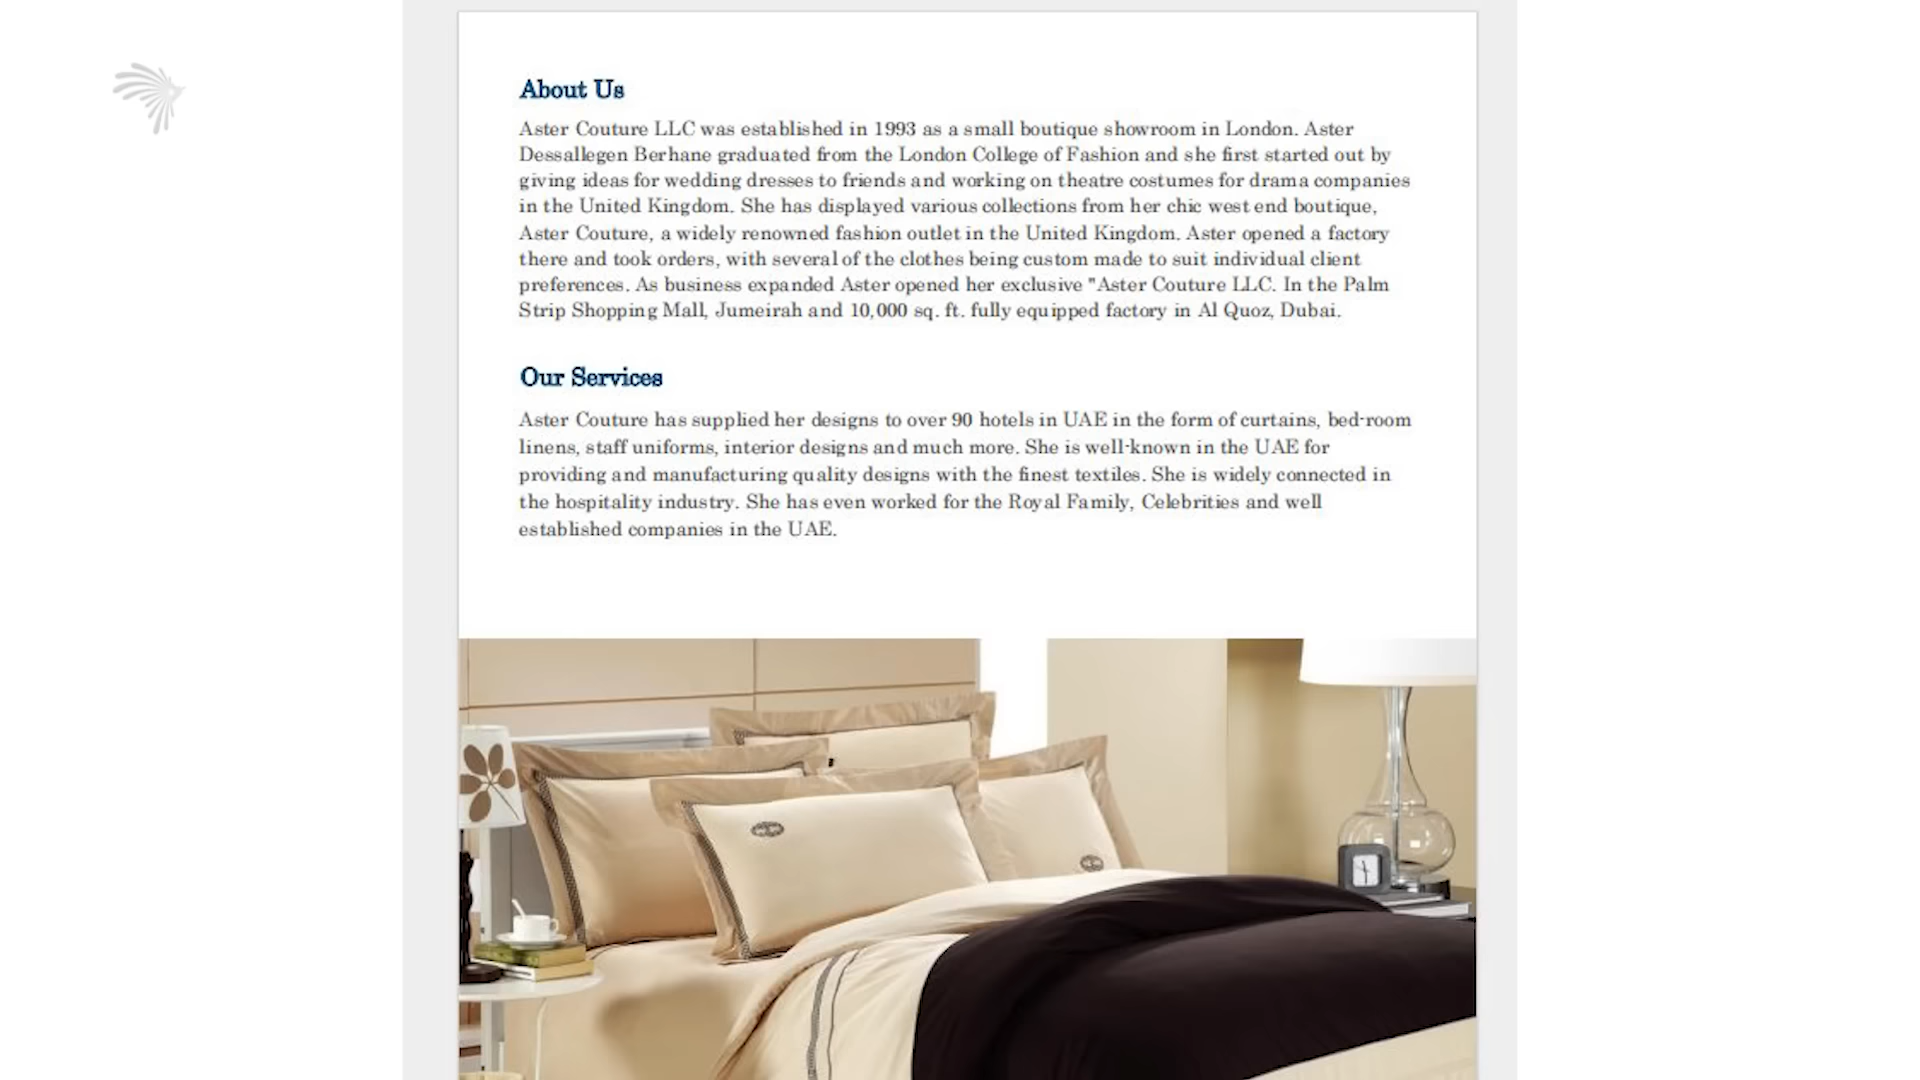 About Us
Aster Couture LLC was established in 1993 as a small boutique showroom in London. Aster
Dessallegen Berhane graduated from the London College of Fashion and she first started out by
giving ideas for wedding dresses to friends and working on theatre costumes for drama companies
in the United Kingdom. She has displayed various collections from her chic west end boutique,
Aster Couture, a widely renowned fashion outlet in the United Kingdom. Aster opened a factory
there and took orders, with several of the clothes being custom made to suit individual client
preferences. As business expanded Aster opened her exclusive "Aster Couture LLC. In the Palm
Strip Shopping Mall, Jumeirah and 10,000 sq. ft. fully equipped factory in Al Quoz, Dubai.
Our Services
Aster Couture has supplied her designs to over 90 hotels in UAE in the form of curtains, bed-room
linens, staff uniforms, interior designs and much more. She is well-known in the UAE for
providing and manufacturing quality designs with the finest textiles. She is widely connected in
the hospitality industry. She has even worked for the Royal Family, Celebrities and well
established companies in the UAE.